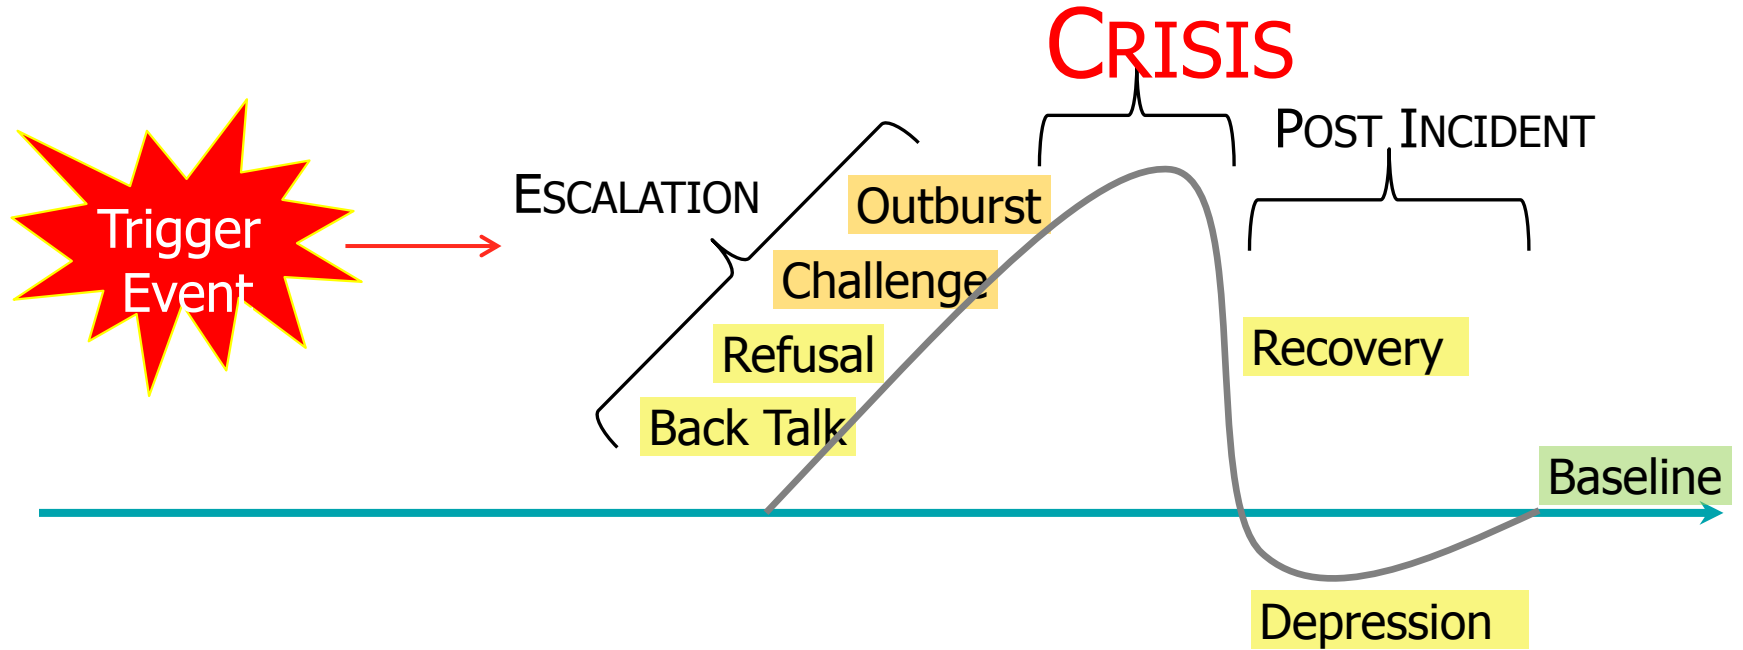 CRISIS
POST INCIDENT
ESCALATION
Trigger
Event
Outburst
Challenge
Refusal
Back Talk
Recovery
Baseline
Depression